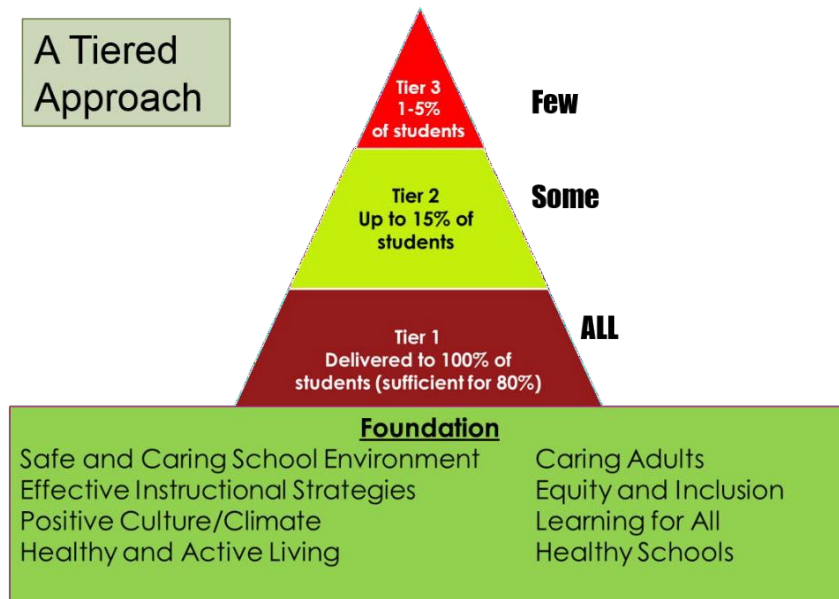 A Tiered
Approach
Tier 3
1-5%
of students
Few
Tier 2
Up to 15% of
students
Some
Tier 1
Delivered to 100% of
students (sufficient for 80%)
ALL
Foundation
Safe and Caring School Environment
Effective Instructional Strategies
Positive Culture/Climate
Healthy and Active Living
Caring Adults
Equity and Inclusion
Learning for All
Healthy Schools